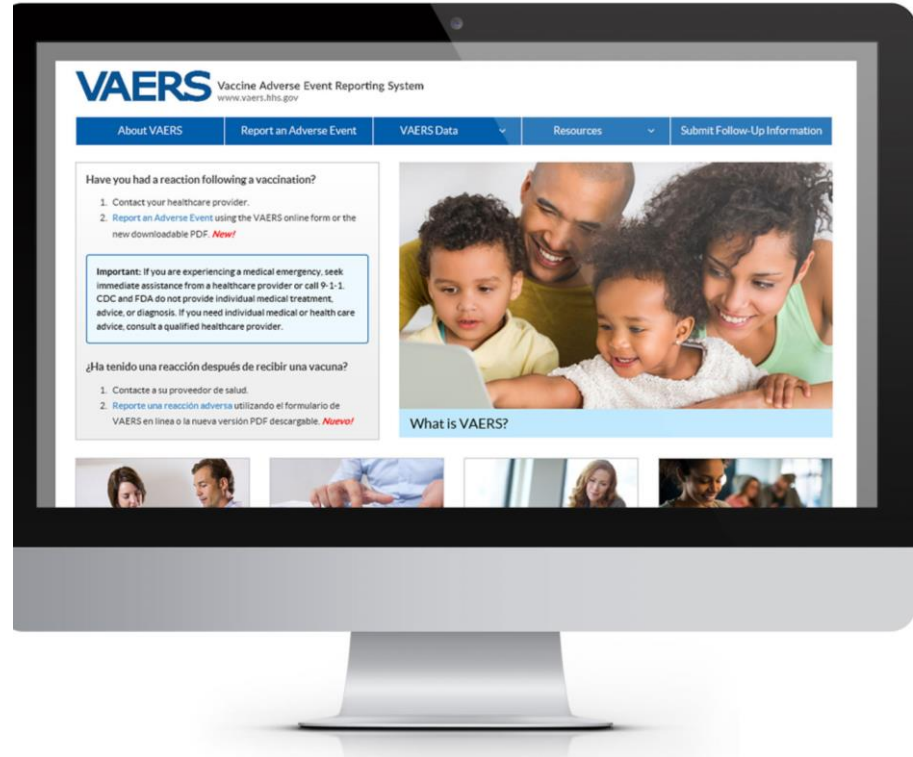 VAERS Vaccine Adverse Event Reporting System
www.vaers.hhs.gov
About VAERS Report an Adverse Event VAERS Data Resources Submit Follow-Up Information
Have you had a reaction following a vaccination?
1. Contact your healthcare provider.
2. Report an Adverse Event using the VAERS online form or the
new downloadable PDF. New!
Important: If you are experiencing a medical emergency, seek
immediate assistance from a healthcare provider or call 9-1-1.
CDC and FDA do not provide individual medical treatment,
advice, or diagnosis. If you need individual medical or health care
advice, consult a qualified healthcare provider.
¿Ha tenido una reacción después de recibir una vacuna?
1. Contacte a su proveedor de salud.
2. Reporte una reacción adversa utilizando el formulario de
VAERS en línea o la nueva versión PDF descargable. Nuevo!
What is VAERS?